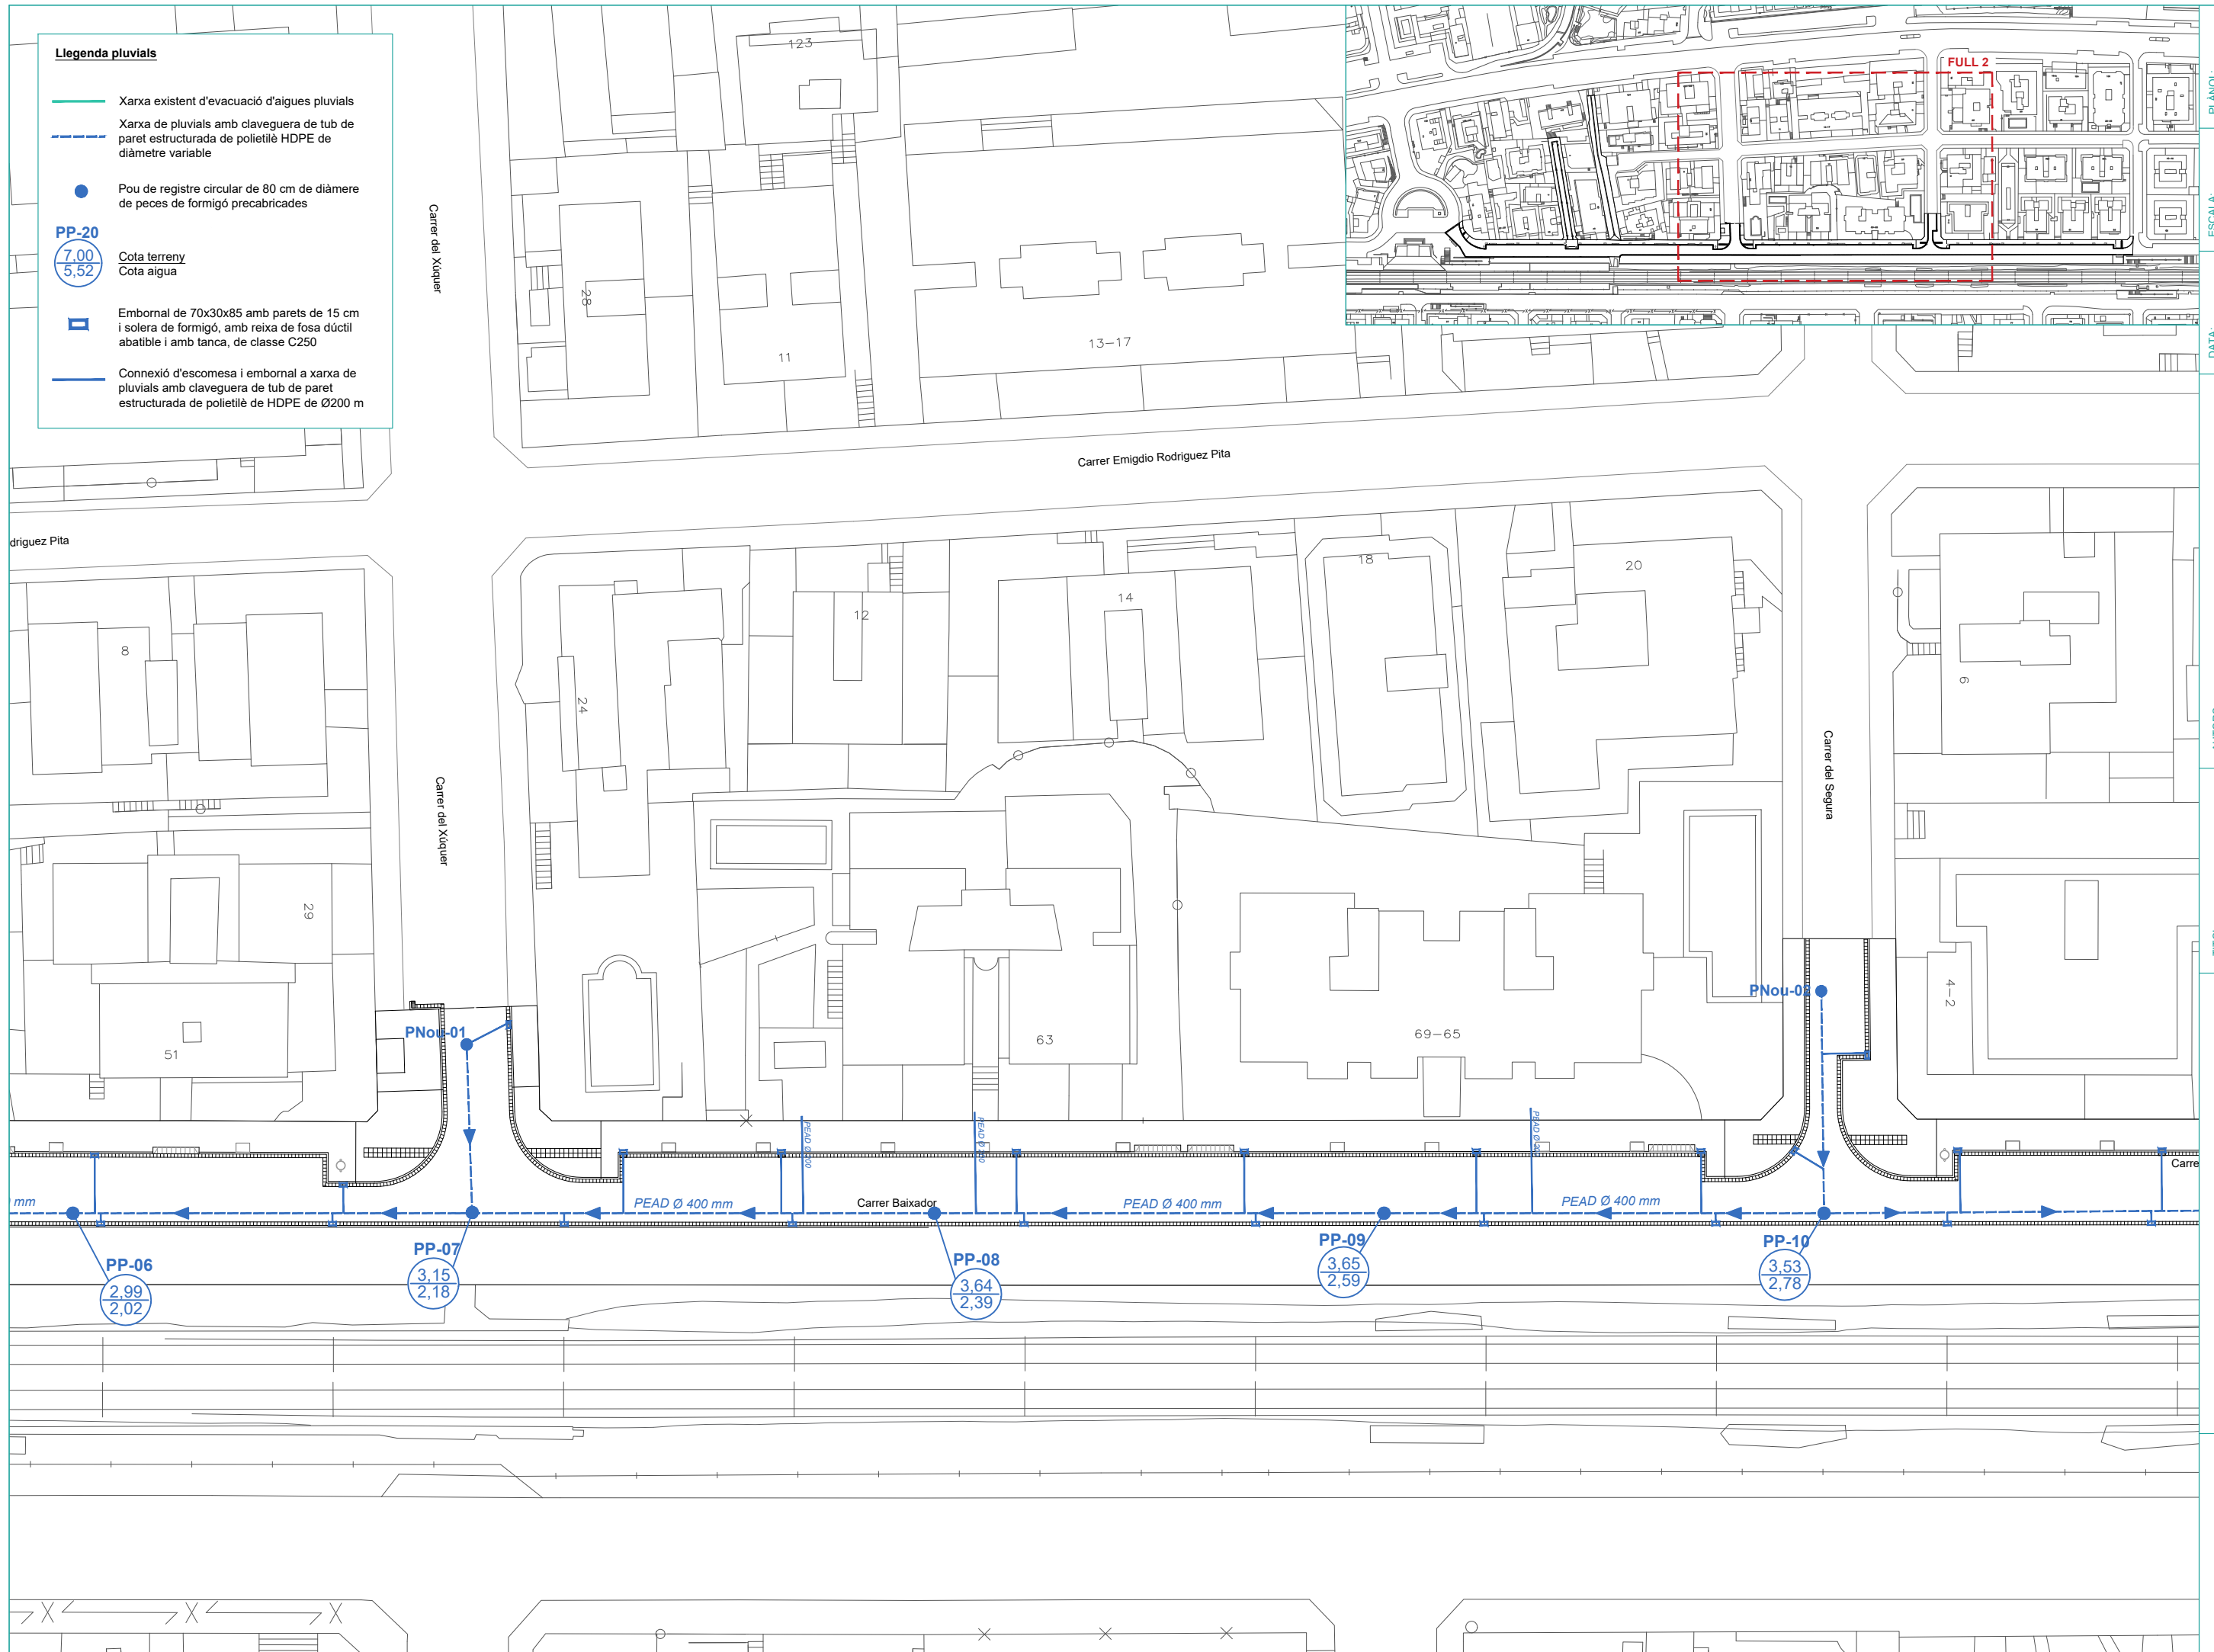 Llegenda pluvials
Xarxa existent d'evacuació d'aigues pluvials
Xarxa de pluvials amb claveguera de tub de
paret estructurada de polietilè HDPE de
diàmetre variable
Pou de registre circular de 80 cm de diàmere
de peces de formigó precabricades
PP-20
7,00
5,52
Cota terreny
Cota aigua
Embornal de 70x30x85 amb parets de 15 cm
i solera de formigó, amb reixa de fosa dúctil
abatible i amb tanca, de classe C250
Connexió d'escomesa i embornal a xarxa de
pluvials amb claveguera de tub de paret
estructurada de polietilè de HDPE de Ø200 m
FULL 2
PLÀNOL:
ESCALA:
DATA:
123
Carrer del Xúquer
28
11
13-17
Carrer Emigdio Rodriguez Pita
driguez Pita
8
24
12
14
18
20
6
Carrer del Xúquer
Carrer del Segura
29
51
63
69-65
4-2
PNou-01
PNou-02
PEAD Ø 200
mm
PEAD Ø 400 mm
Carrer Baixador
PEAD Ø 400 mm
PEAD Ø 400 mm
Carre
PP-06
2,99
2,02
PP-07
3,15
2,18
PP-08
3,64
2,39
PP-09
3,65
2,59
PP-10
3,53
2,78